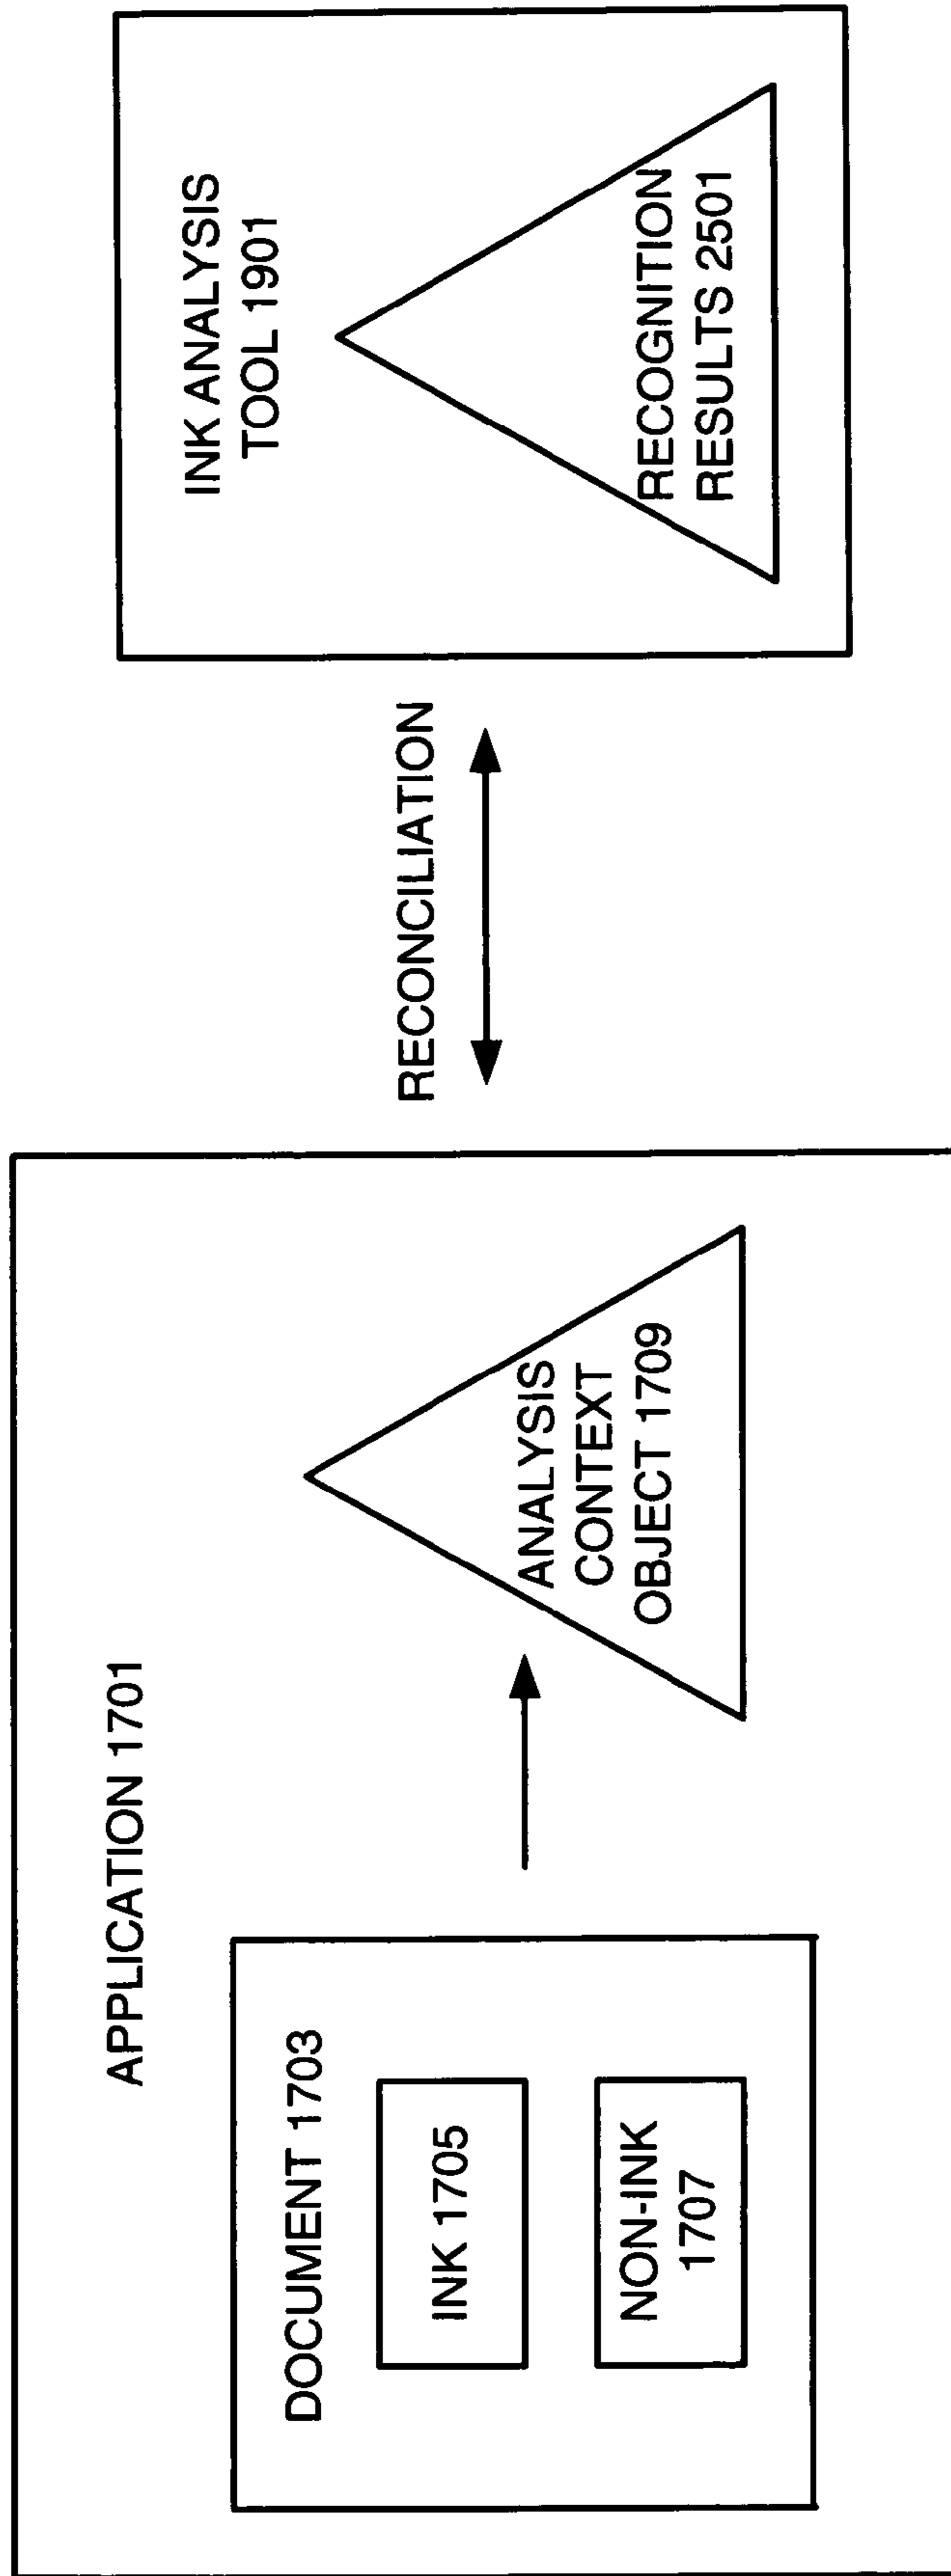 APPLICATION 1701
DOCUMENT 1703
INK 1705
NON-INK
1707
ANALYSIS
CONTEXT
OBJECT 1709
RECONCILIATION
INK ANALYSIS
TOOL 1901
RECOGNITION
RESULTS 2501